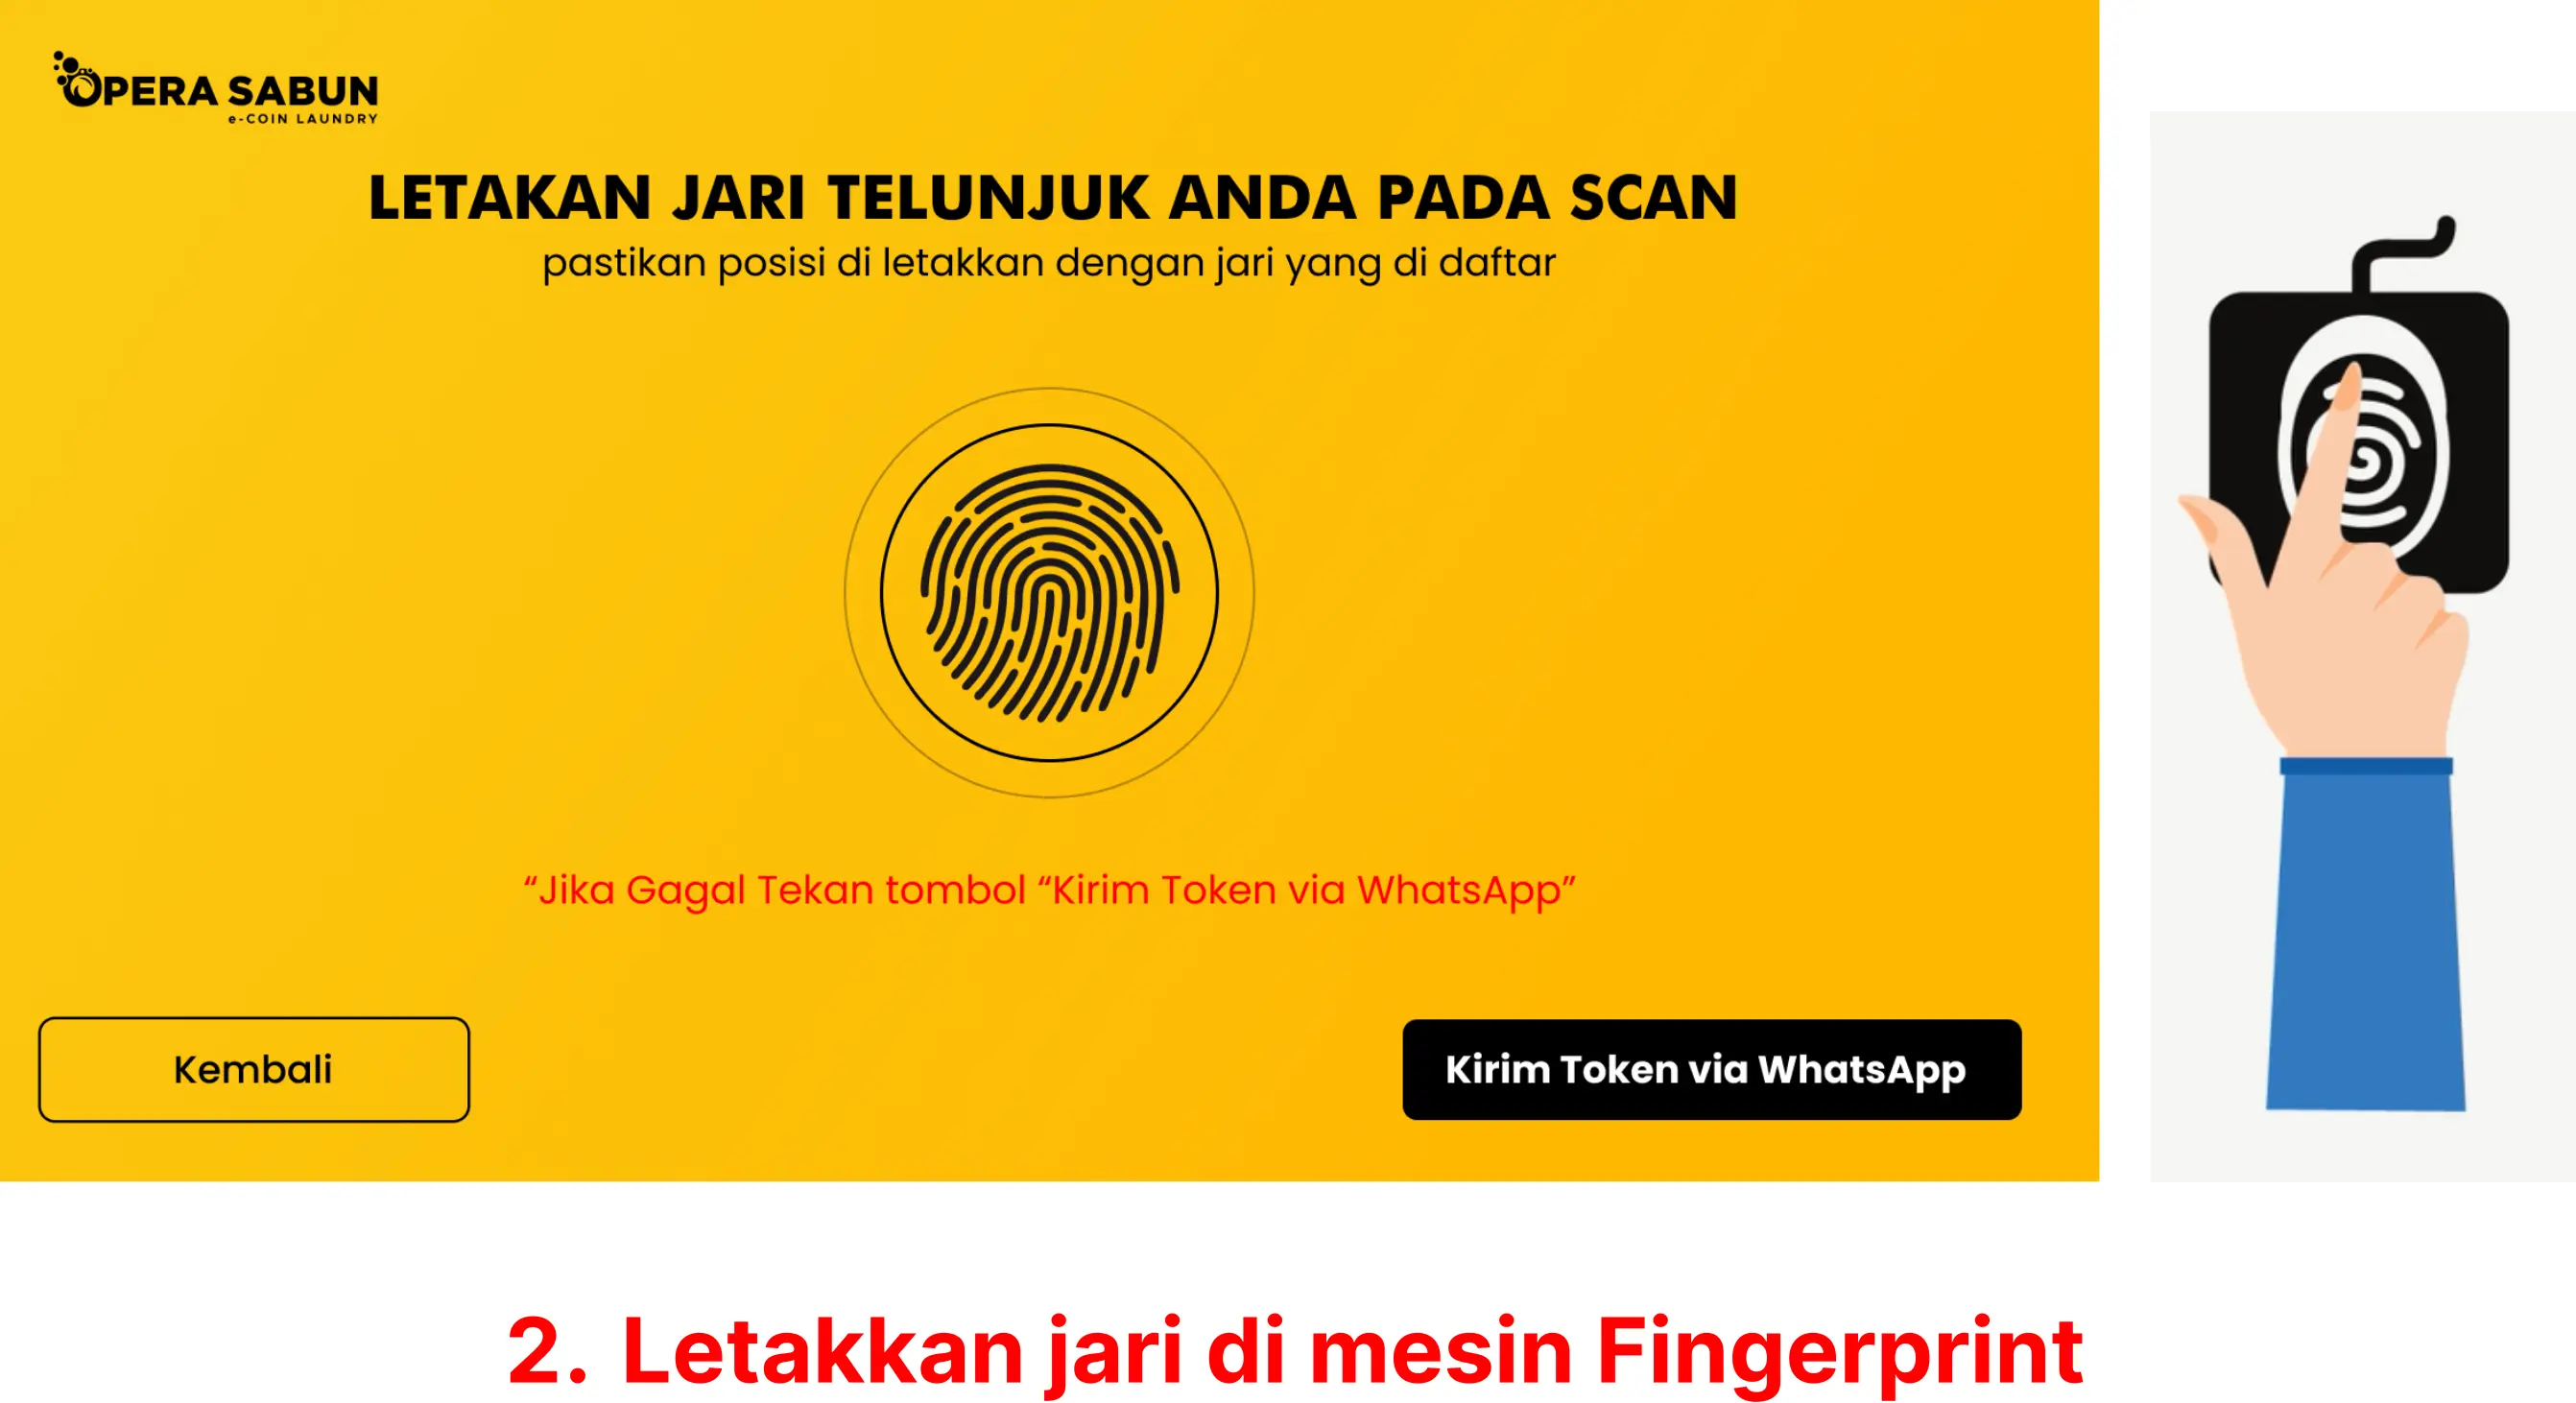 OPERA SABUN
e-COIN LAUNDRY
LETAKAN JARI TELUNJUK ANDA PADA SCAN
pastikan posisi di letakkan dengan jari yang di daftar
“Jika Gagal Tekan tombol “Kirim Token via WhatsApp”
Kembali
Kirim Token via WhatsApp
2. Letakkan jari di mesin Fingerprint